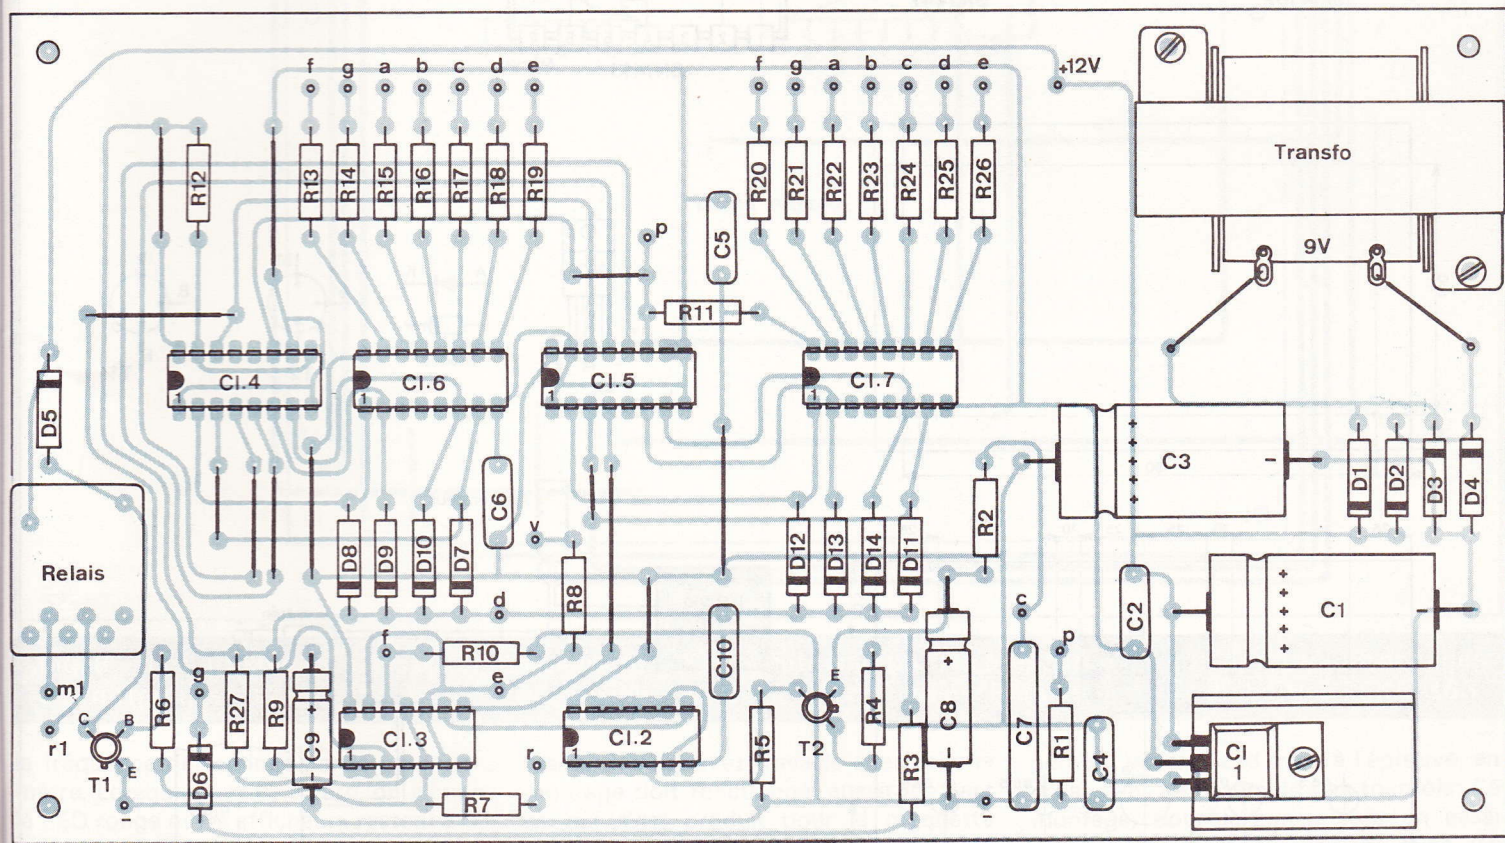 f g a b c d e
f g a b c d e
+12V
Transfo
9V
R12
R13
R14
R15
R16
R17
R18
R19
p
C5
R20
R21
R22
R23
R24
R25
R26
R11
CI.4
1
CI.6
1
CI.5
1
CI.7
1
D5
C3
+ + + + +
-
D1
D2
D3
D4
C6
R2
v
D8
D9
D10
D7
R8
D12
D13
D14
D11
Relais
d
c
C2
+ + + + +
C1
-
f
R10
e
C10
p
m1
r1
g
C B E
T1
R6
D6
R27
R9
+
C9
-
CI.3
1
CI.2
1
r
R7
R5
E
T2
R4
R3
+
C8
-
C7
R1
C4
CI
1
-
-